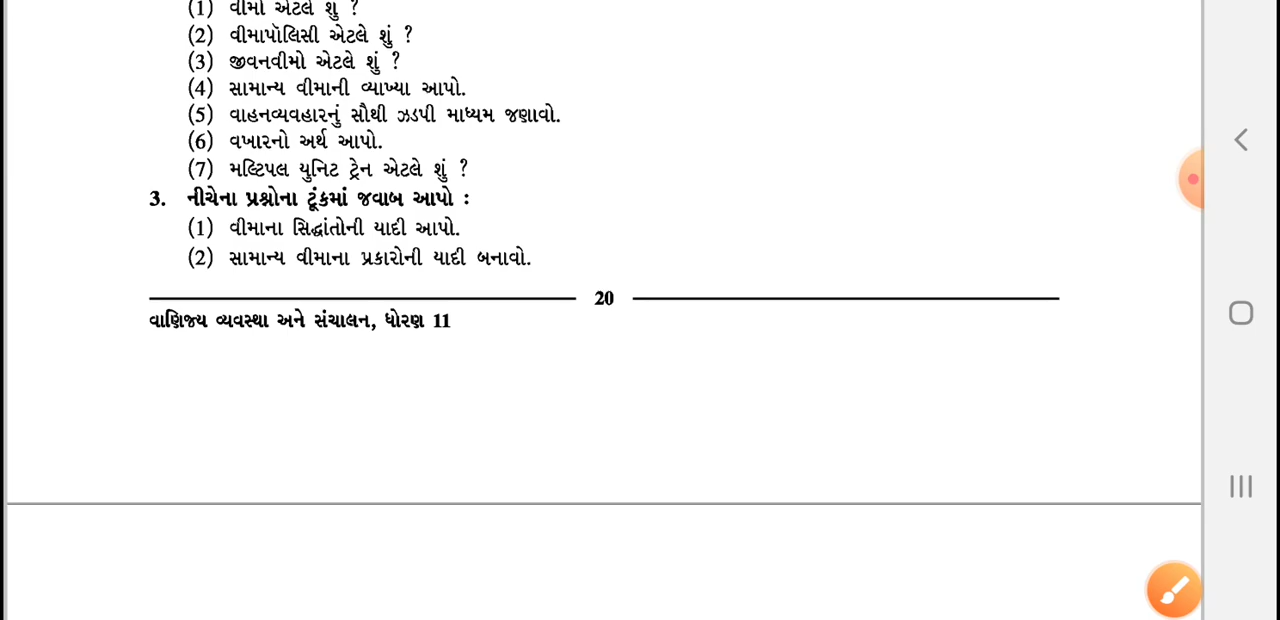 (1) વીમો એટલે શું ?
(2) વીમાપૉલિસી એટલે શું ?
(3) જીવનવીમો એટલે શું ?
(4) સામાન્ય વીમાની વ્યાખ્યા આપો.
(5) વાહનવ્યવહારનું સૌથી ઝડપી માધ્યમ જણાવો.
(6) વખારનો અર્થ આપો.
(7) મલ્ટિપલ યુનિટ ટ્રેન એટલે શું ?
3. નીચેના પ્રશ્નોના ટૂંકમાં જવાબ આપો :
(1) વીમાના સિદ્ધાંતોની યાદી આપો.
(2) સામાન્ય વીમાના પ્રકારોની યાદી બનાવો.
20
વાણિજ્ય વ્યવસ્થા અને સંચાલન, ધોરણ 11